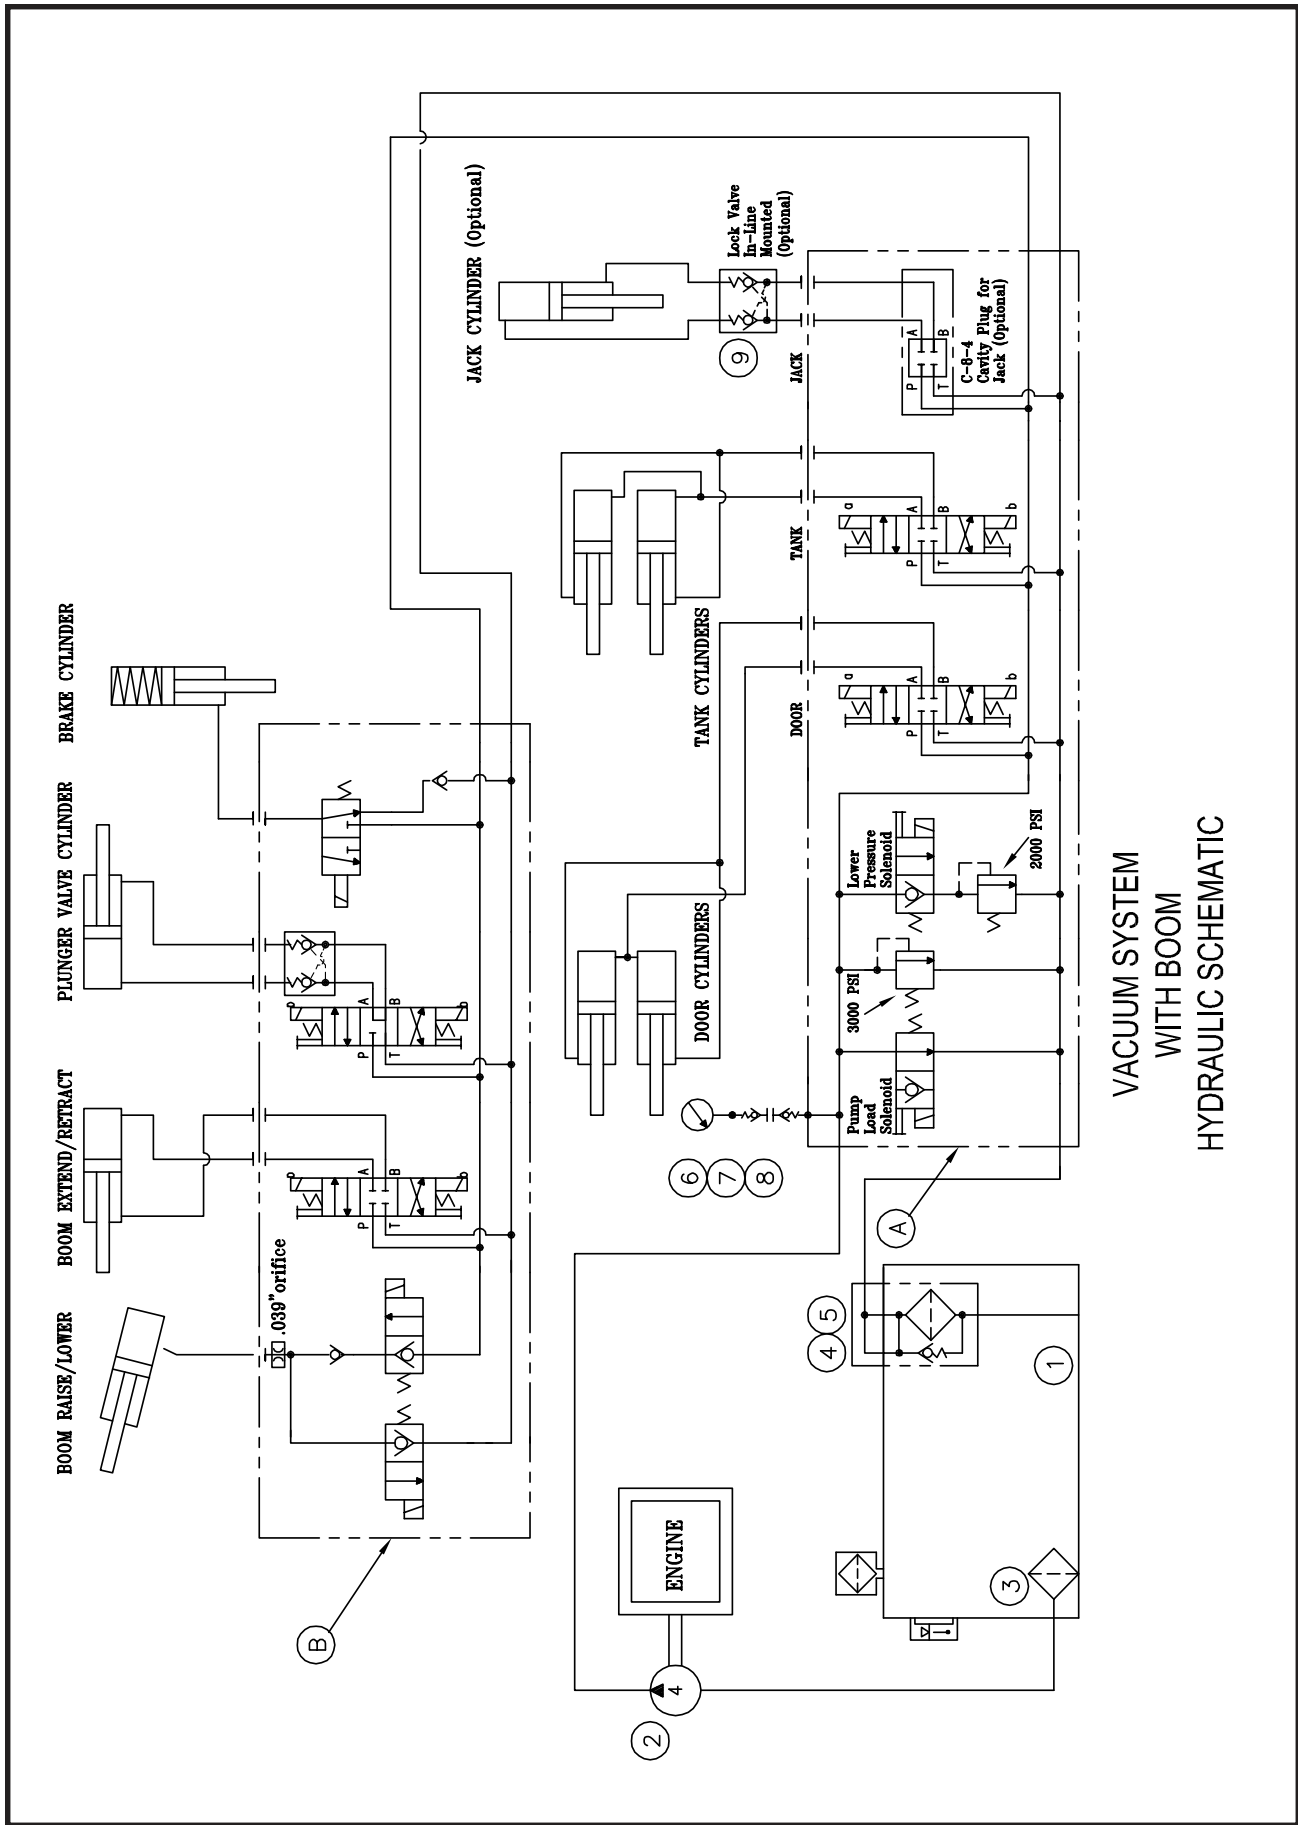 BOOM RAISE/LOWER
BOOM EXTEND/RETRACT
PLUNGER VALVE CYLINDER
BRAKE CYLINDER
.039"orifice
P
T
A
B
P
T
A
B
T
T
B
JACK CYLINDER (Optional)
Lock Valve
In-Line
Mounted
(Optional)
9
TANK CYLINDERS
DOOR CYLINDERS
DOOR
TANK
JACK
a
A
B
b
P
T
a
A
B
b
P
T
P
T
A
B
C-8-4
Cavity Plug for
Jack (Optional)
6
7
8
Pump
Load
Solenoid
3000 PSI
Lower
Pressure
Solenoid
2000 PSI
A
ENGINE
4
2
4
5
1
3
VACUUM SYSTEM
WITH BOOM
HYDRAULIC SCHEMATIC